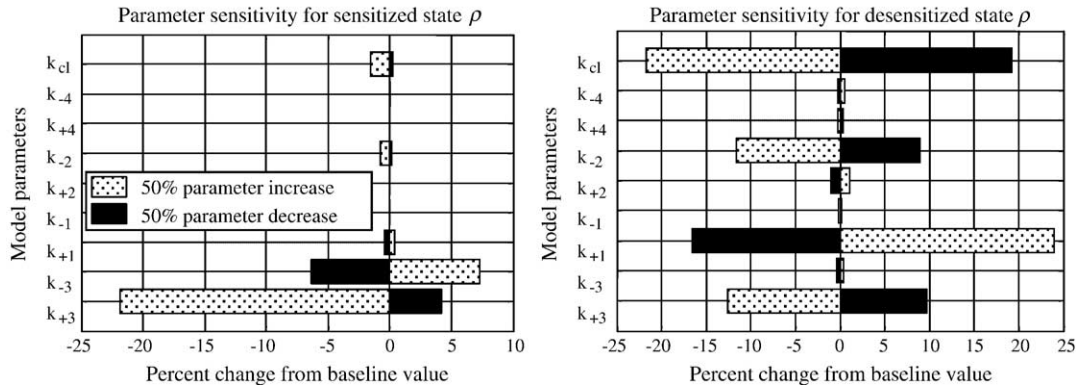 Parameter sensitivity for sensitized state ρ
Model parameters
k cl
k -4
k +4
k -2
k +2
k -1
k +1
k -3
k +3
50% parameter increase
50% parameter decrease
-25 -20 -15 -10 -5 0 5 10
Percent change from baseline value
Parameter sensitivity for desensitized state ρ
Model parameters
k cl
k -4
k +4
k -2
k +2
k -1
k +1
k -3
k +3
-25 -20 -15 -10 -5 0 5 10 15 20 25
Percent change from baseline value